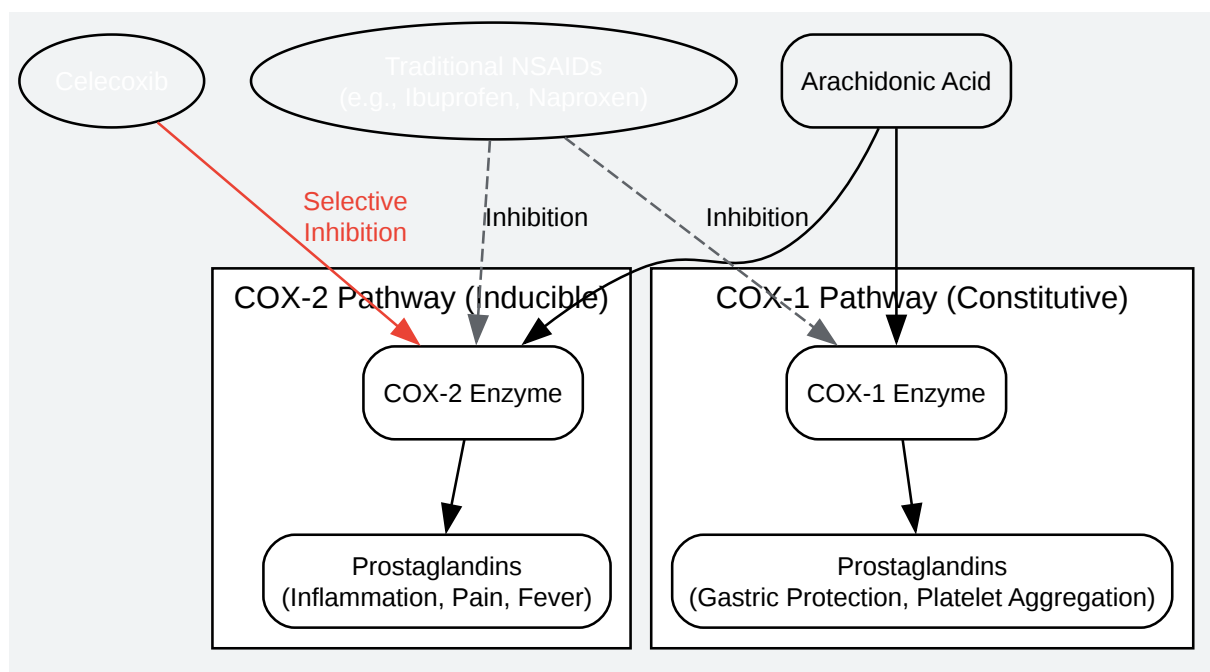 Celecoxib
Traditional NSAIDs
(e.g., Ibuprofen, Naproxen)
Arachidonic Acid
Selective
Inhibition
Inhibition
Inhibition
COX-2 Pathway (Inducible)
COX-1 Pathway (Constitutive)
COX-2 Enzyme
COX-1 Enzyme
Prostaglandins
(Inflammation, Pain, Fever)
Prostaglandins
(Gastric Protection, Platelet Aggregation)